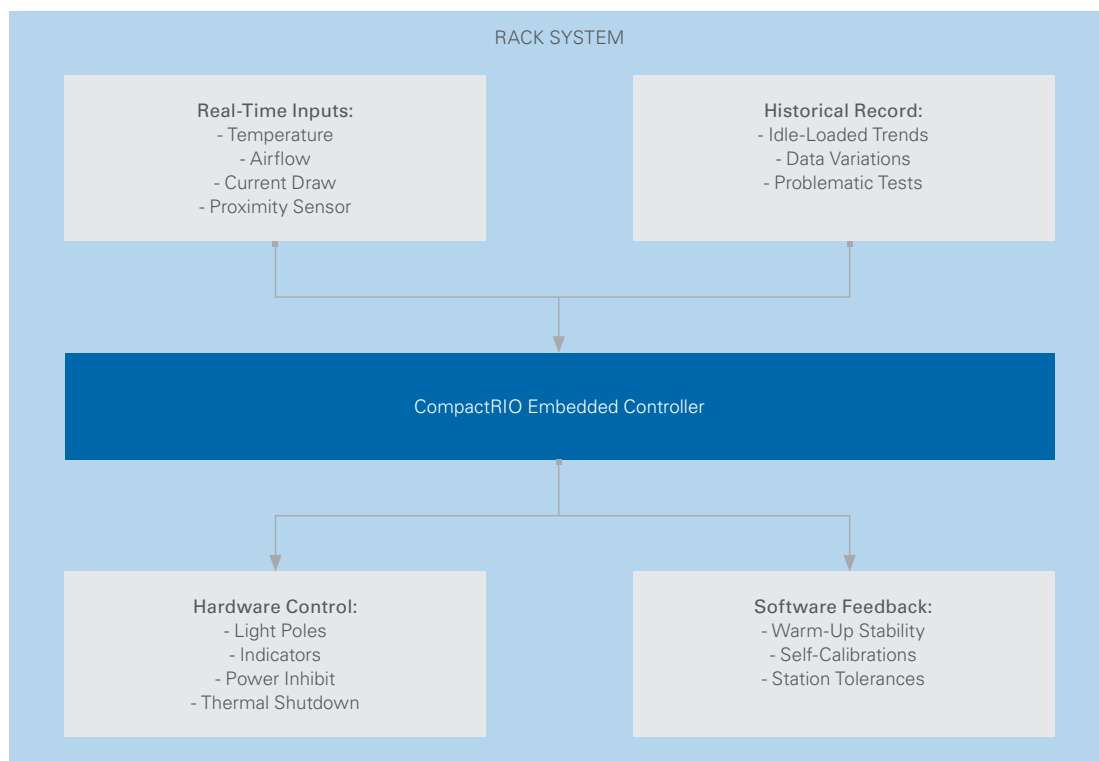 RACK SYSTEM
Real-Time Inputs:
- Temperature
- Airflow
- Current Draw
- Proximity Sensor
Historical Record:
- Idle-Loaded Trends
- Data Variations
- Problematic Tests
CompactRIO Embedded Controller
Hardware Control:
- Light Poles
- Indicators
- Power Inhibit
- Thermal Shutdown
Software Feedback:
- Warm-Up Stability
- Self-Calibrations
- Station Tolerances